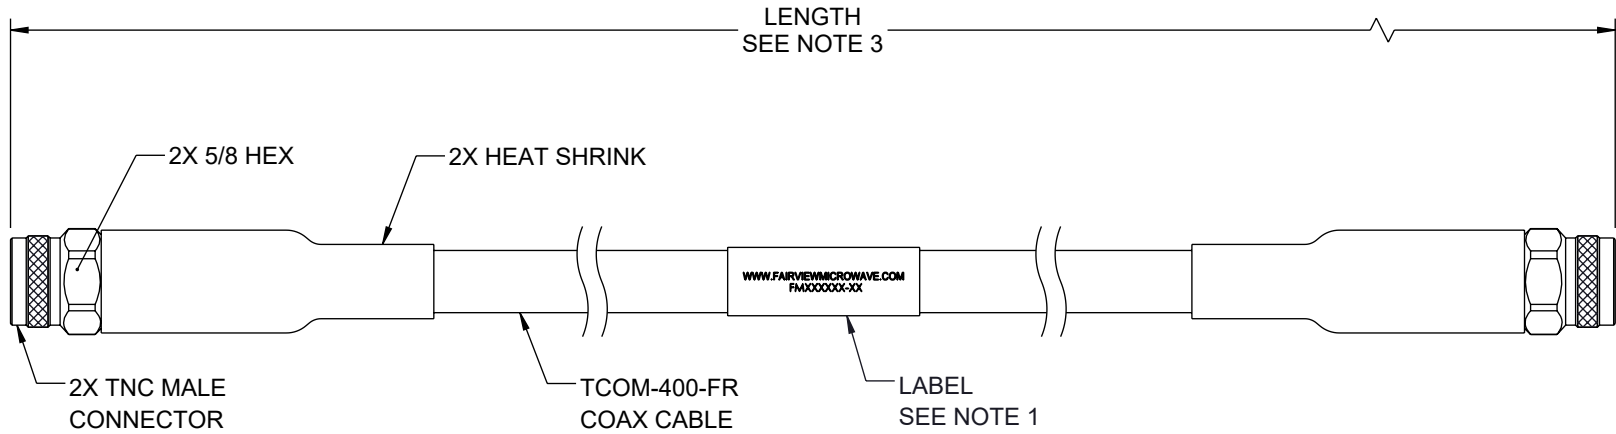 LENGTH
SEE NOTE 3
2X 5/8 HEX
2X HEAT SHRINK
WWW.FAIRVIEWMICROWAVE.COM
FMXXXXXX-XX
2X TNC MALE
CONNECTOR
TCOM-400-FR
COAX CABLE
LABEL
SEE NOTE 1